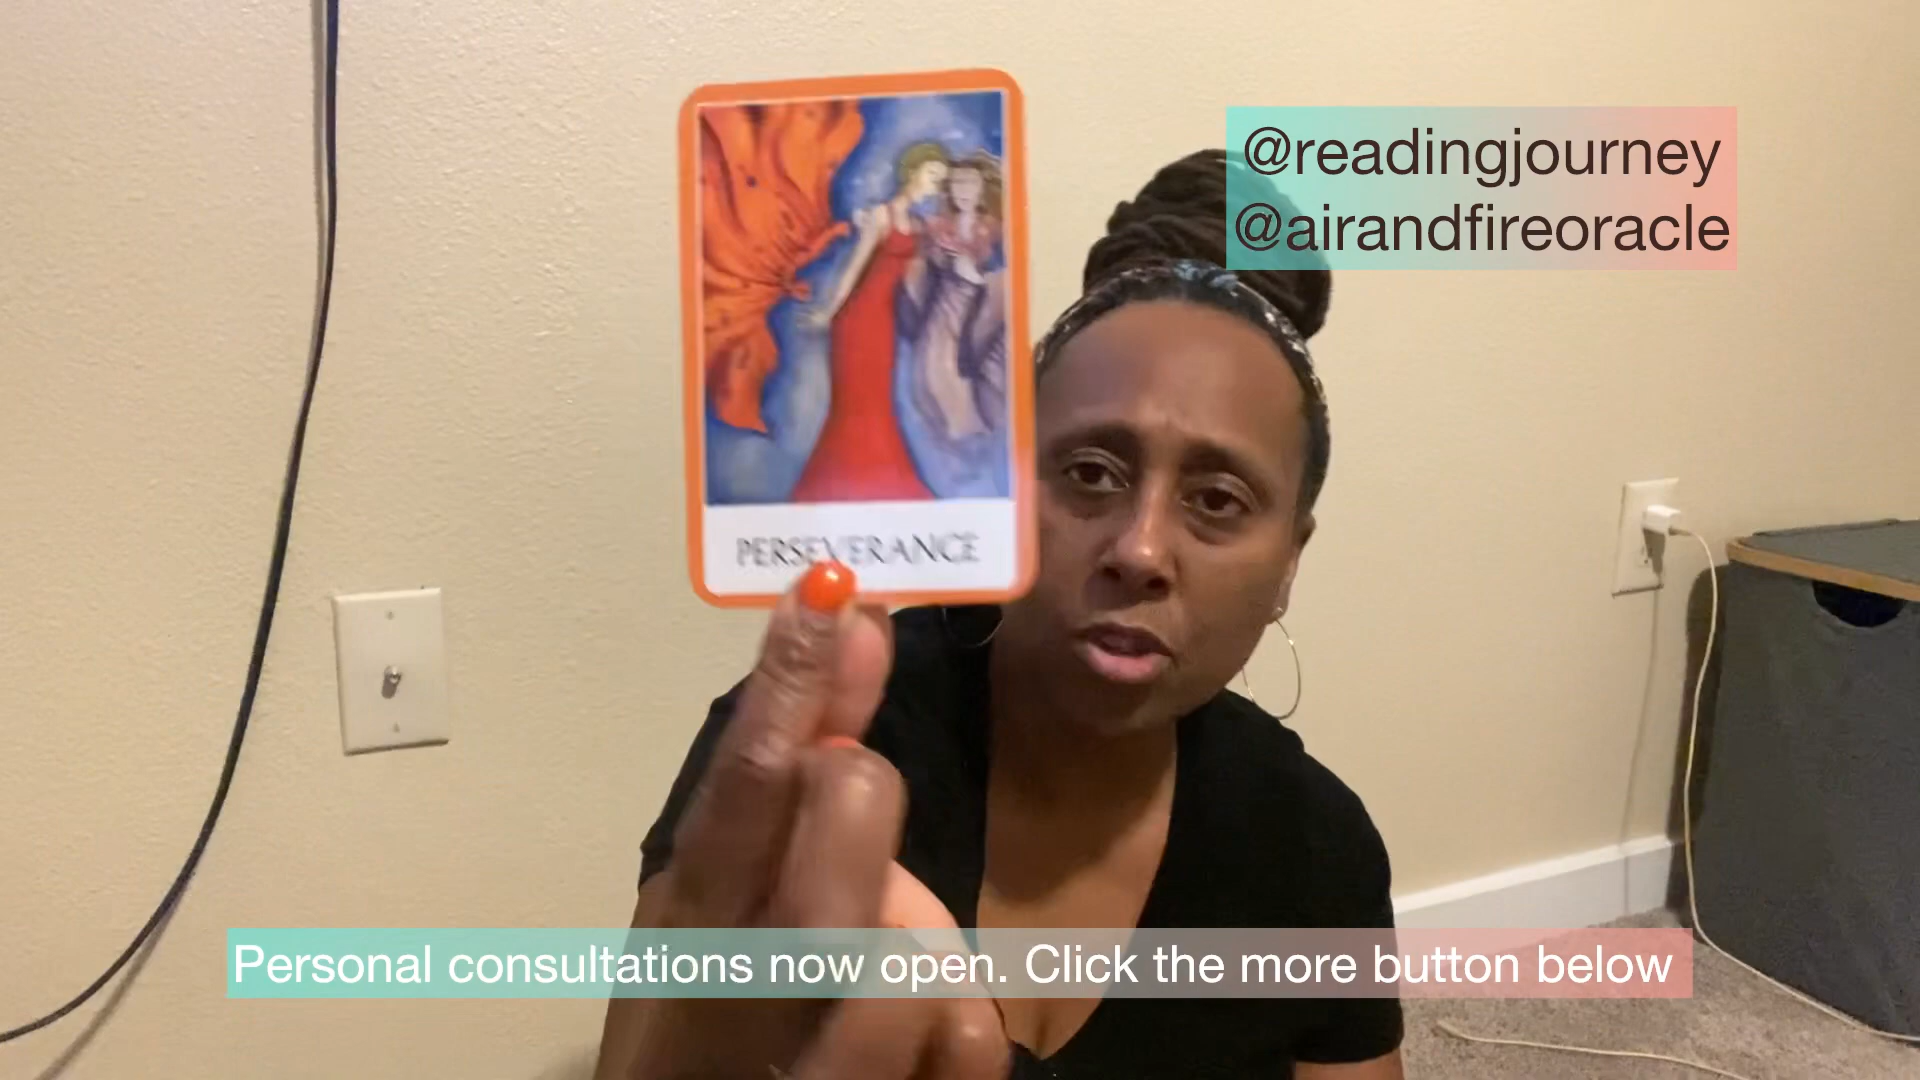 @readingjourney
@airandfireoracle
PERSEVERANCE
Personal consultations now open. Click the more button below